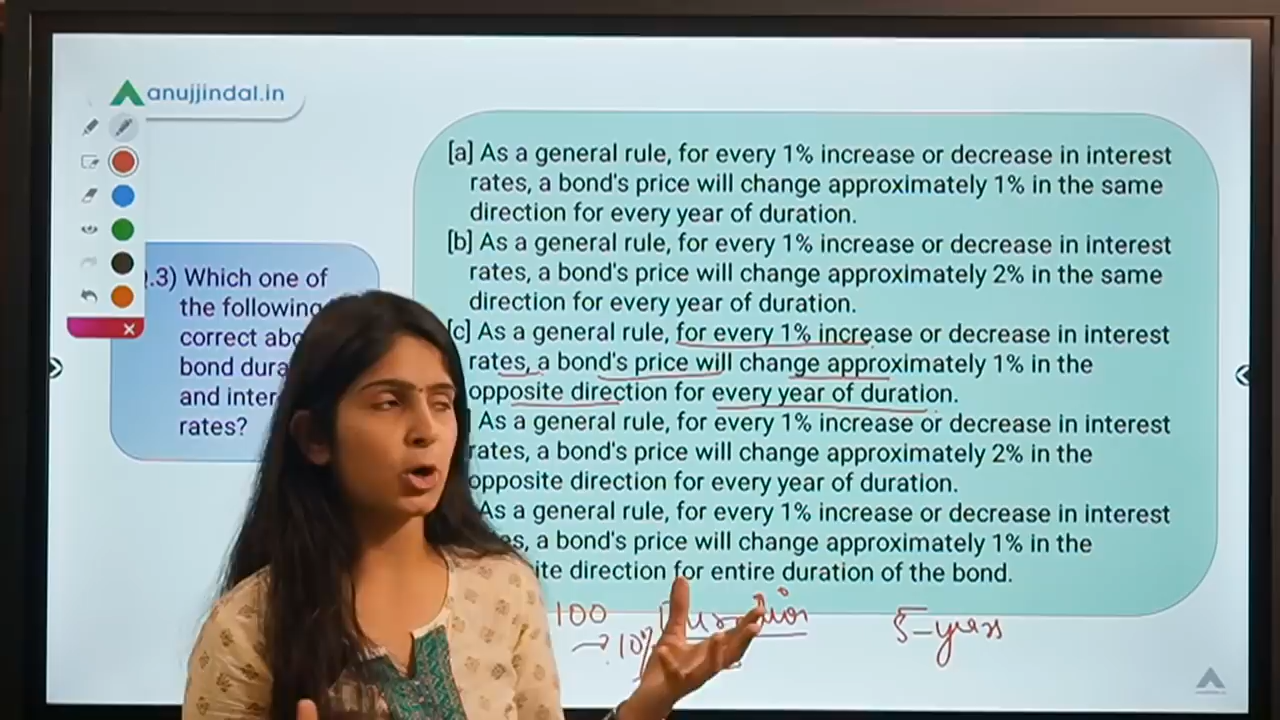 anujjindal.in
.3) Which one of
the following
correct
bond
and
rates?
[a] As a general rule, for every 1% increase or decrease in interest
rates, a bond's price will change approximately 1% in the same
direction for every year of duration.
[b] As a general rule, for every 1% increase or decrease in interest
rates, a bond's price will change approximately 2% in the same
direction for every year of duration.
[c] As a general rule, for every 1% increase or decrease in interest
rates, a bond's price will change approximately 1% in the
opposite direction for every year of duration.
As a general rule, for every 1% increase or decrease in interest
rates, a bond's price will change approximately 2% in the
opposite direction for every year of duration.
As a general rule, for every 1% increase or decrease in interest
a bond's price will change approximately 1% in the
direction for entire duration of the bond.
100 5-years
10%